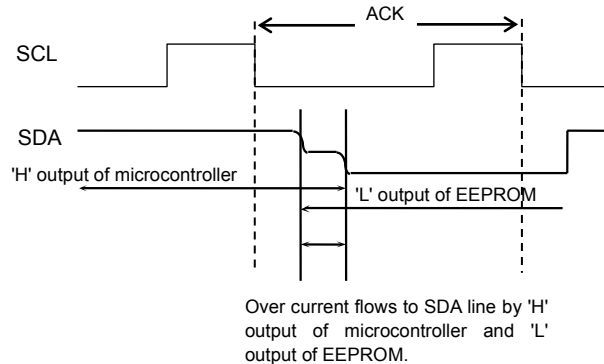 ACK
SCL
SDA
'H' output of microcontroller
'L' output of EEPROM
Over current flows to SDA line by 'H'
output of microcontroller and 'L'
output of EEPROM.